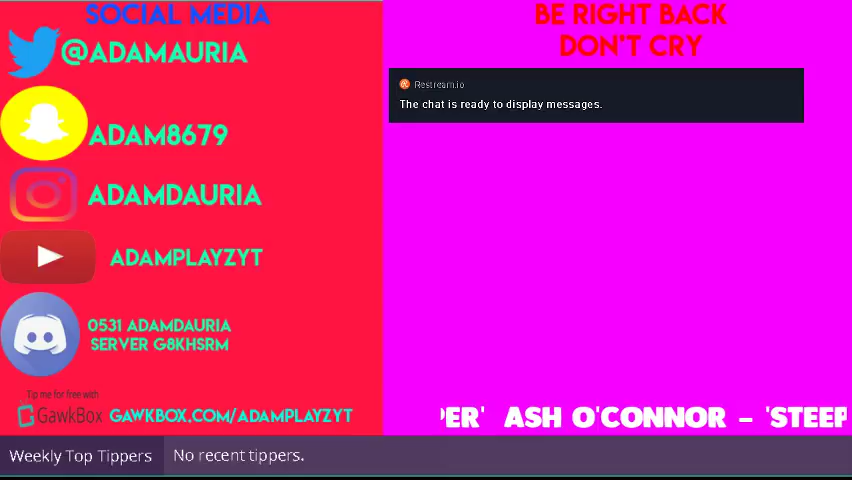 SOCIAL MEDIA
@ADAMAURIA
ADAM8679
ADAMDAURIA
ADAMPLAYZYT
0531 ADAMDAURIA
SERVER G8KHSRM
Tip me for free with
GawkBox GAWKBOX.COM/ADAMPLAYZYT
BE RIGHT BACK
DON'T CRY
Restream.io
The chat is ready to display messages.
PER' ASH O'CONNOR – 'STEEP
Weekly Top Tippers No recent tippers.